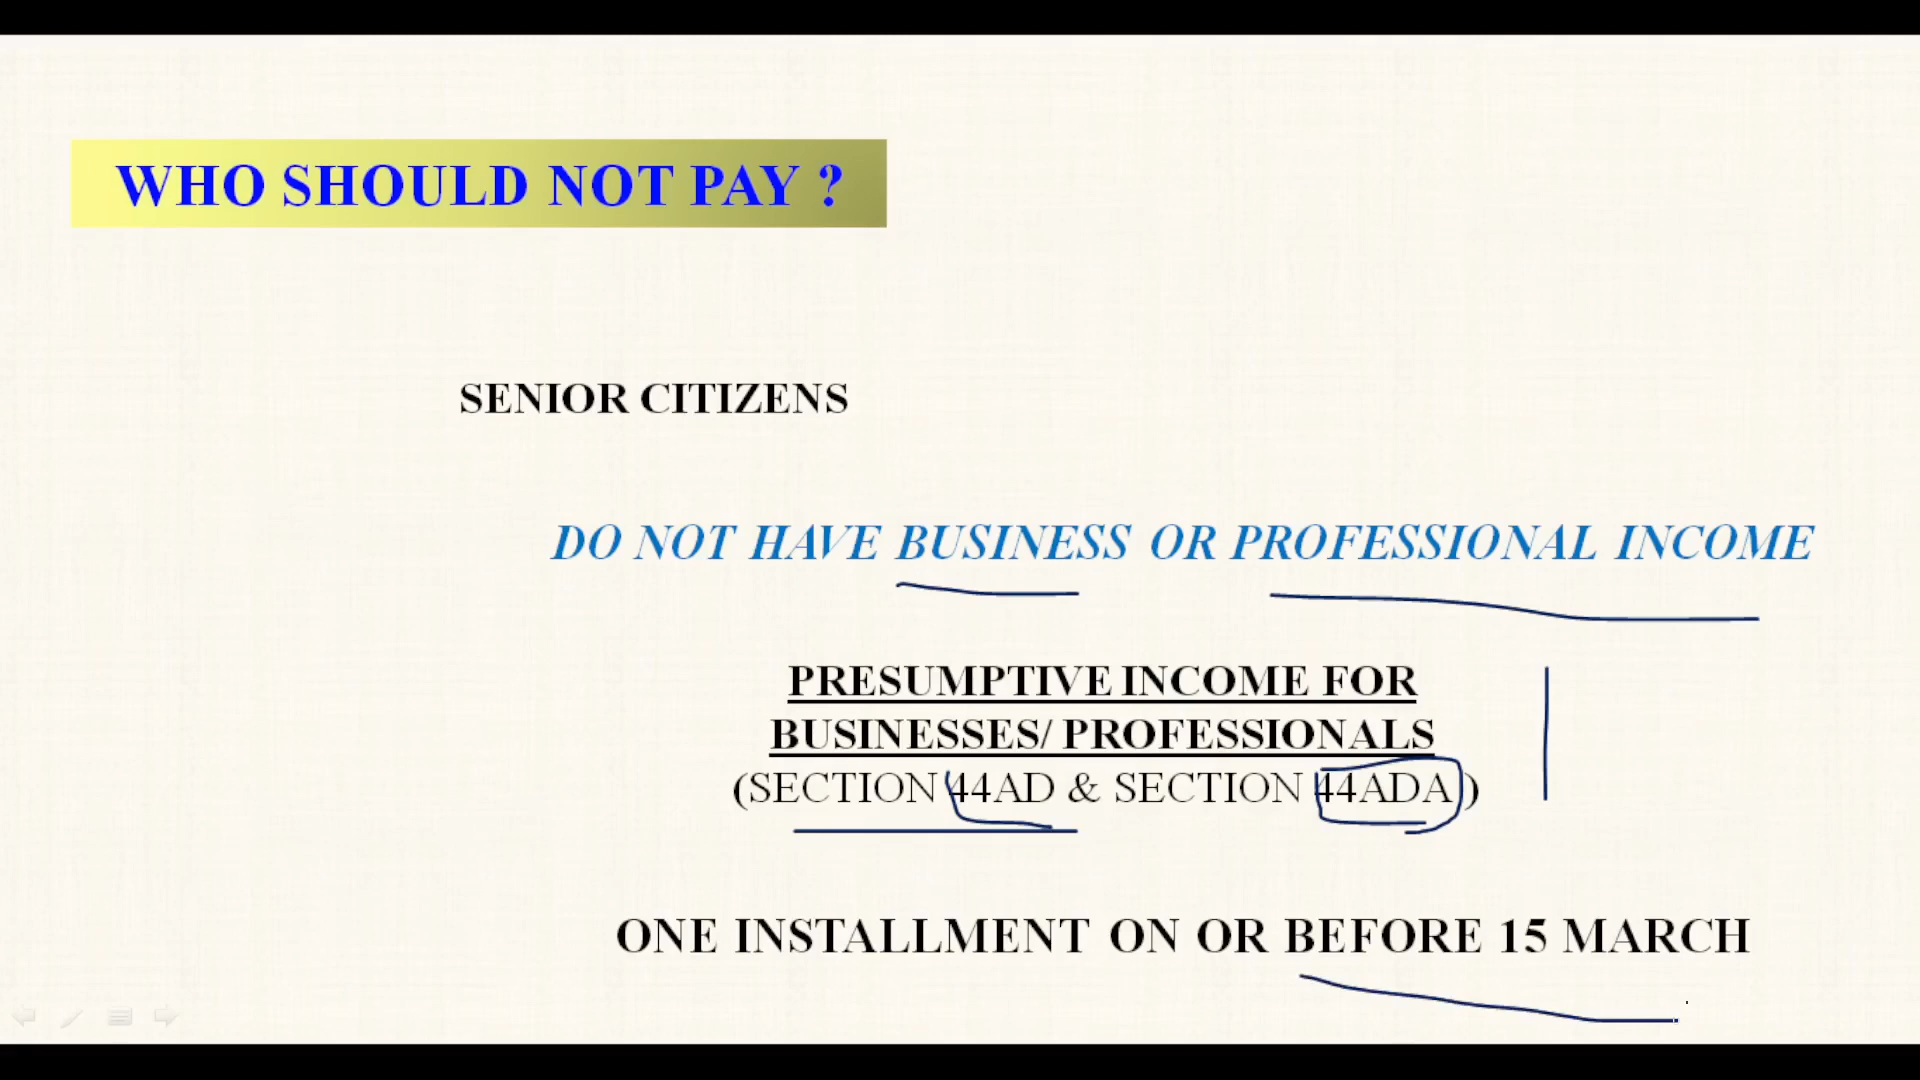 WHO SHOULD NOT PAY ?
SENIOR CITIZENS
DO NOT HAVE BUSINESS OR PROFESSIONAL INCOME
PRESUMPTIVE INCOME FOR
BUSINESSES/ PROFESSIONALS
(SECTION 44AD & SECTION 44ADA )
ONE INSTALLMENT ON OR BEFORE 15 MARCH